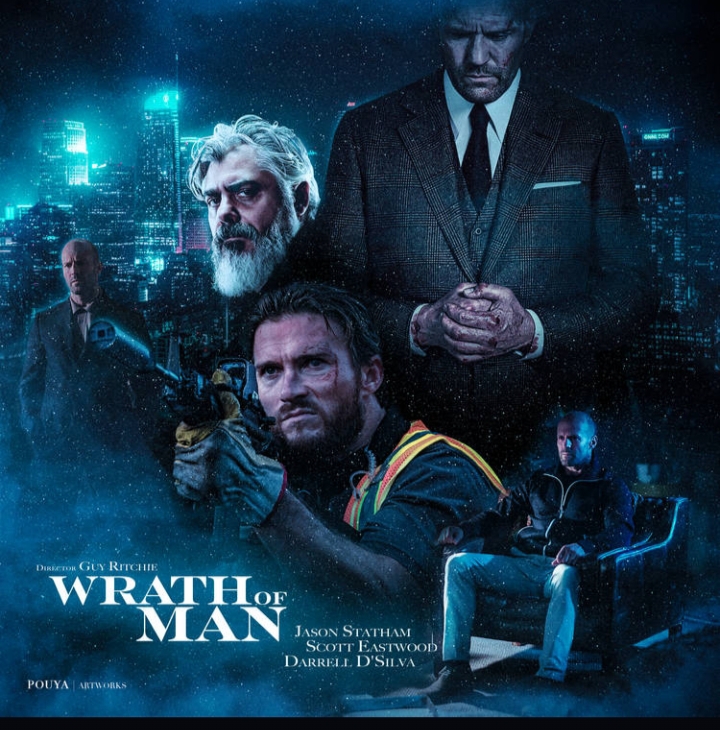 DIRECTOR GUY RITCHIE
WRATH OF
MAN
JASON STATHAM
SCOTT EASTWOOD
DARRELL D'SILVA
POUYA | ARTWORKS